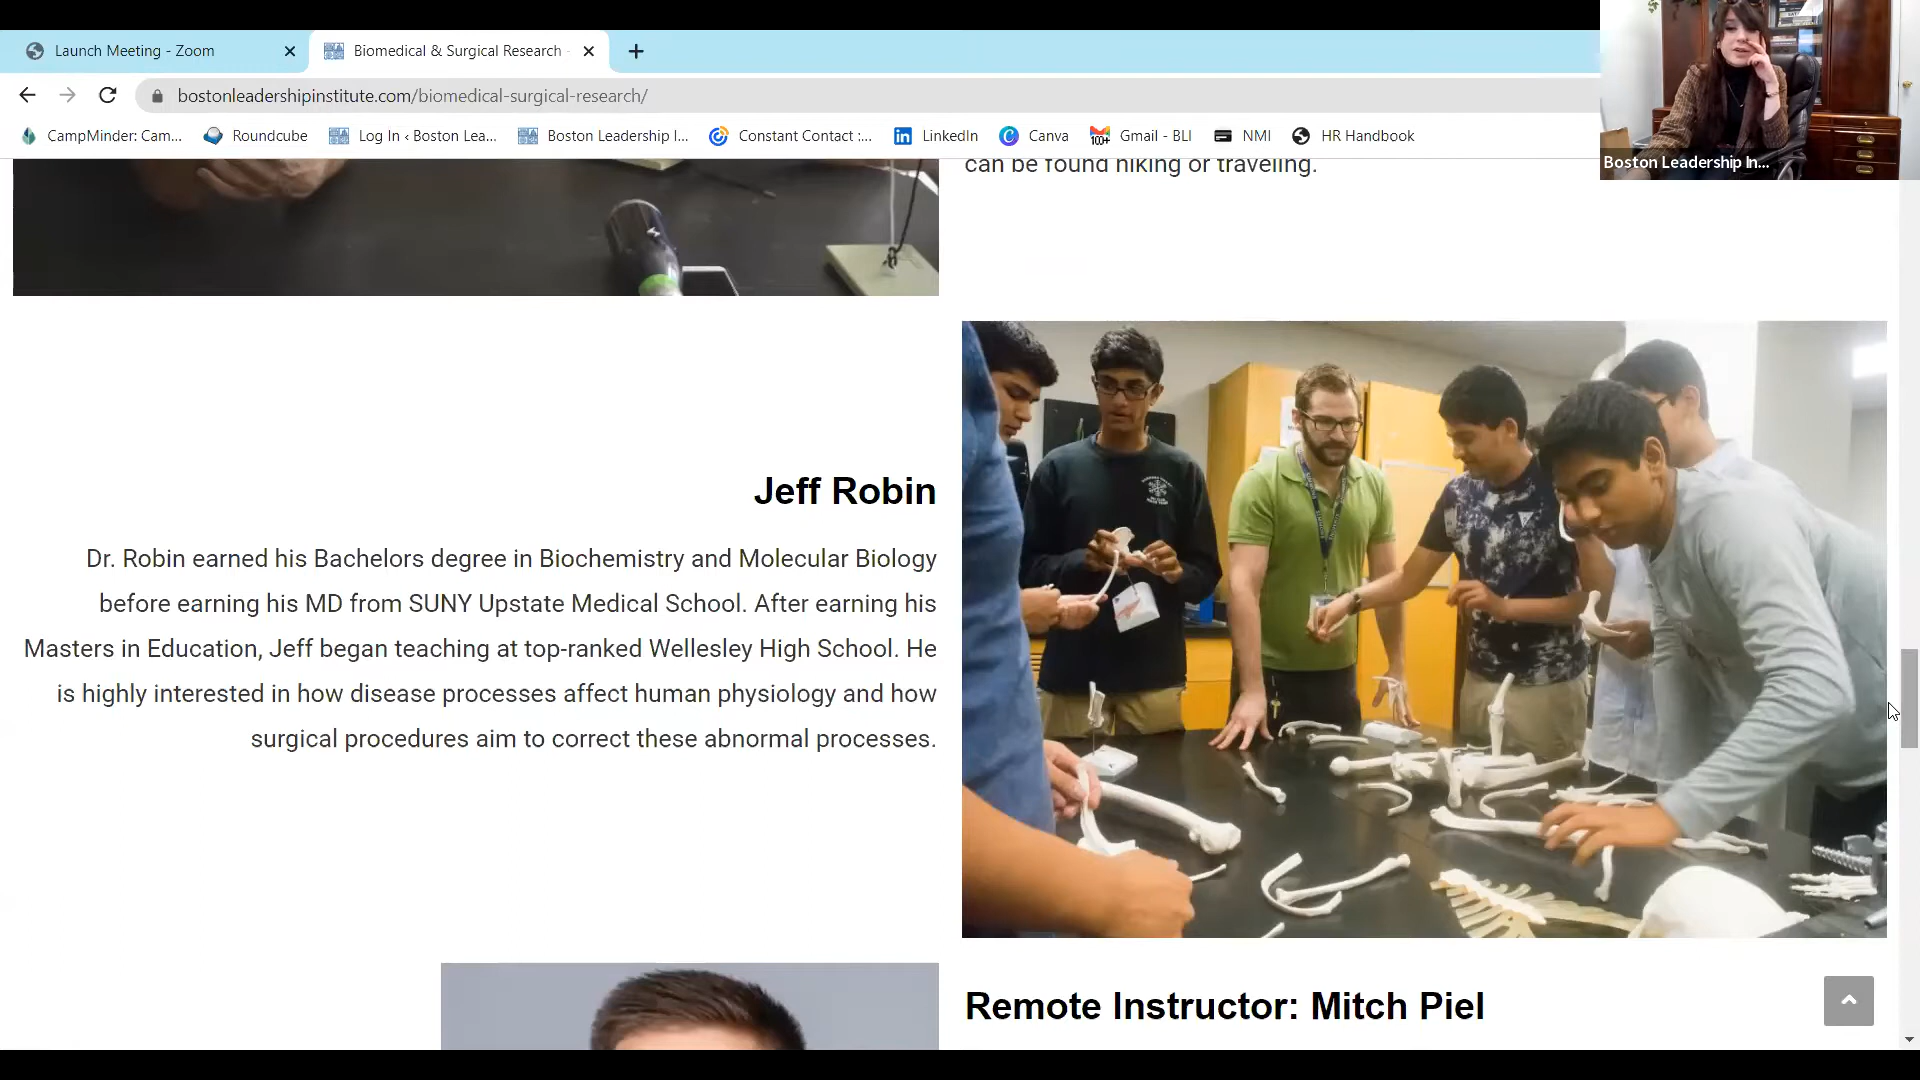 Launch Meeting - Zoom
Biomedical & Surgical Research -
bostonleadershipinstitute.com/biomedical-surgical-research/
CampMinder: Cam...
Roundcube
Log In ‹ Boston Lea...
Boston Leadership I...
Constant Contact :...
LinkedIn
Canva
100+
Gmail - BLI
NMI
HR Handbook
Boston Leadership In...
can be found hiking or traveling.
Jeff Robin
Dr. Robin earned his Bachelors degree in Biochemistry and Molecular Biology
before earning his MD from SUNY Upstate Medical School. After earning his
Masters in Education, Jeff began teaching at top-ranked Wellesley High School. He
is highly interested in how disease processes affect human physiology and how
surgical procedures aim to correct these abnormal processes.
Remote Instructor: Mitch Piel